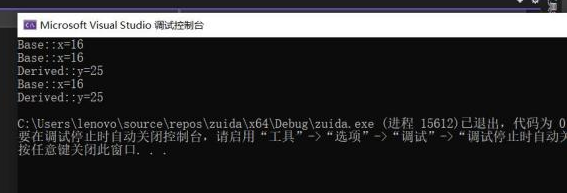 Microsoft Visual Studio 调试控制台
Base::x=16
Base::x=16
Derived::y=25
Base::x=16
Derived::y=25
C:\Users\lenovo\source\repos\zuida\x64\Debug\zuida.exe (进程 15612)已退出，代码为 0
要在调试停止时自动关闭控制台，请启用“工具”->“选项”->“调试”->“调试停止时自动关
按任意键关闭此窗口. . .